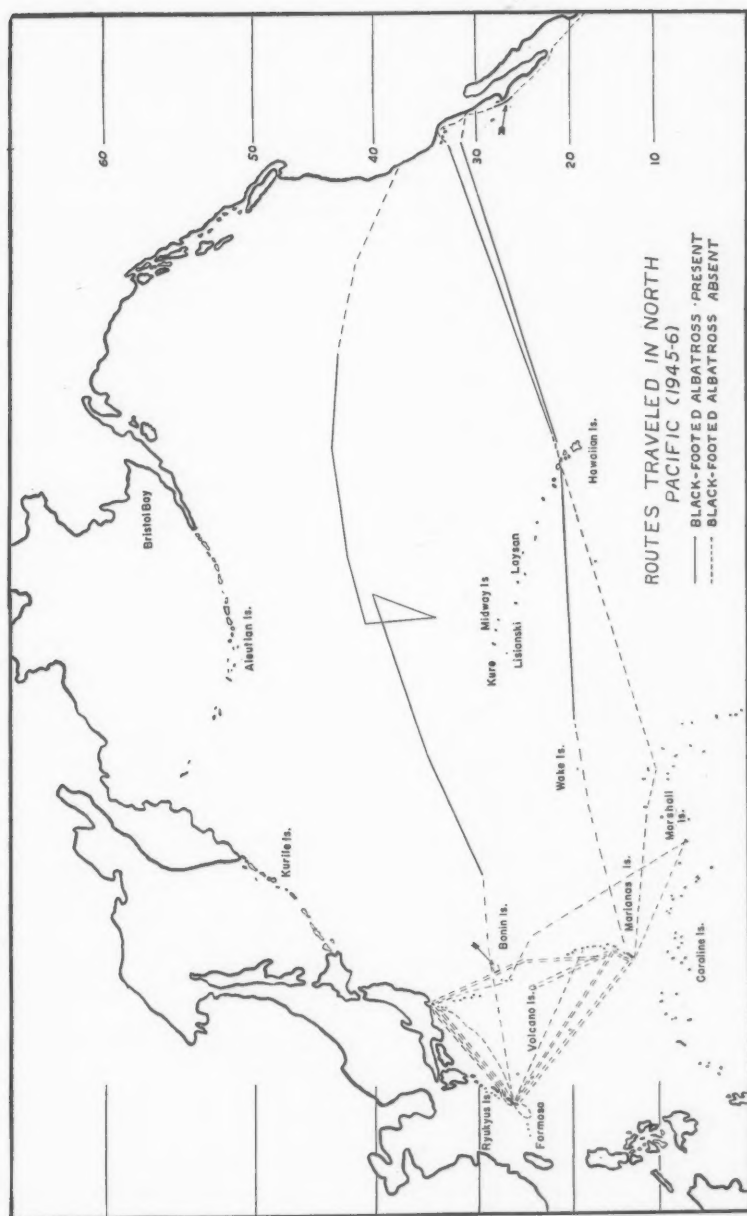 60
50
40
30
20
10
Bristol Bay
Aleutian Is.
Kurile Is.
Kure
Midway Is
Lisianski
Laysan
Hawaiian Is.
Wake Is.
Bonin Is.
Volcano Is.
Ryukyus Is.
Formosa
Marianas Is.
Marshall
Is.
Caroline Is.
ROUTES TRAVELED IN NORTH
PACIFIC (1945-6)
BLACK-FOOTED ALBATROSS PRESENT
BLACK-FOOTED ALBATROSS ABSENT